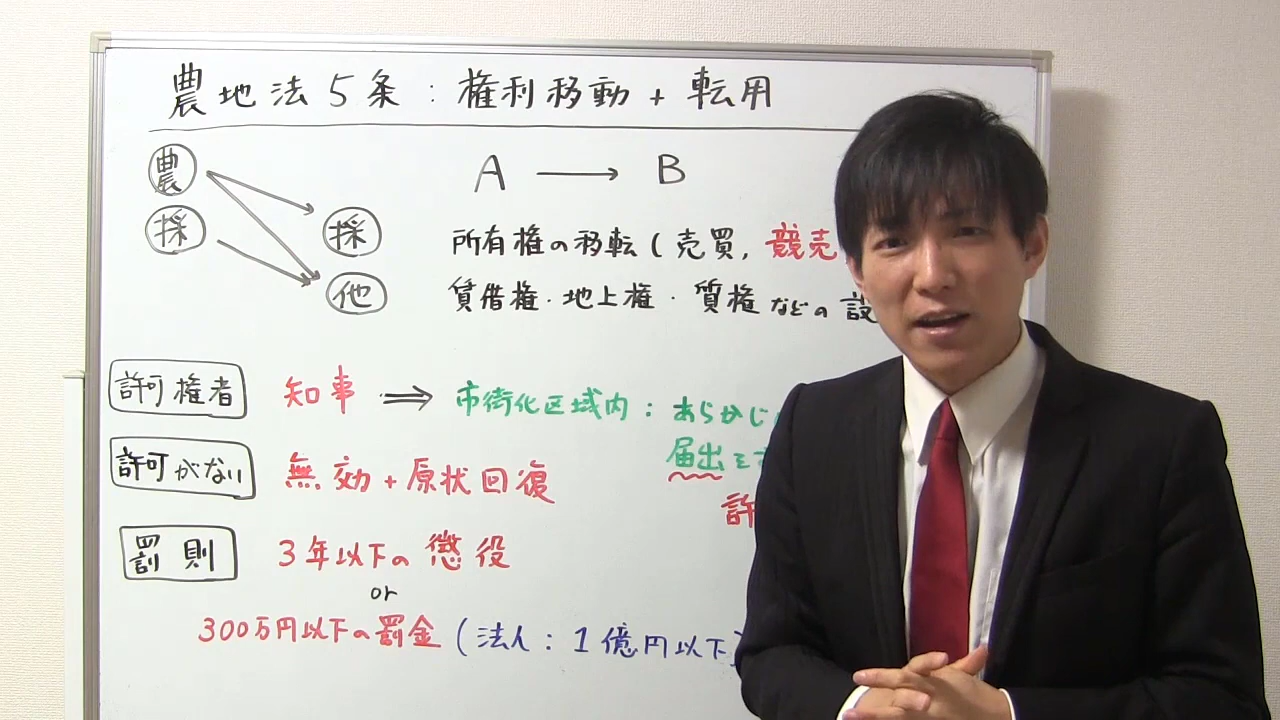 農地法5条:権利移動+転用
農
採
採
他
A → B
所有権の移転(売買,競売
賃借権・地上権・質権などの設
許可権者 知事 ⇒ 市街化区域内:あらかじ
届出を
許可がない 無効+原状回復
許
罰則 3年以下の懲役
or
300万円以下の罰金(法人:1億円以下)